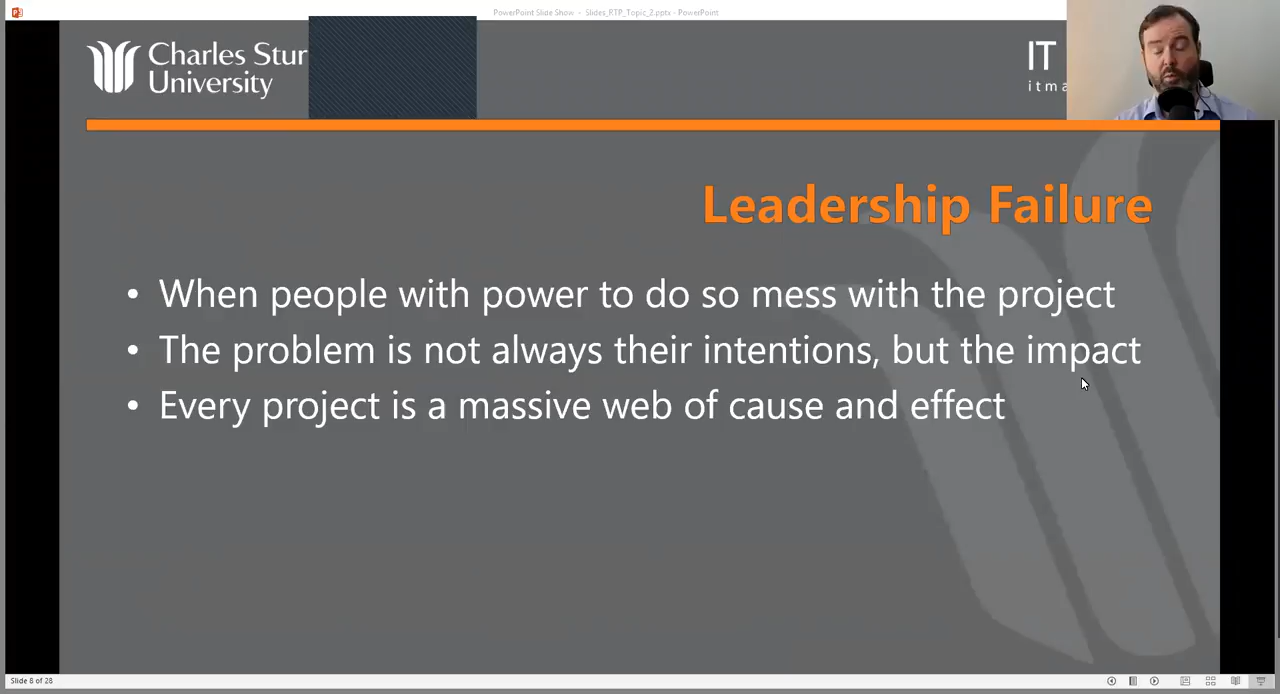 PowerPoint Slide Show - Slides_RTP_Topic_2.pptx - PowerPoint
Charles Stur
University
IT
itma
Leadership Failure
• When people with power to do so mess with the project
• The problem is not always their intentions, but the impact
• Every project is a massive web of cause and effect
Slide 8 of 28